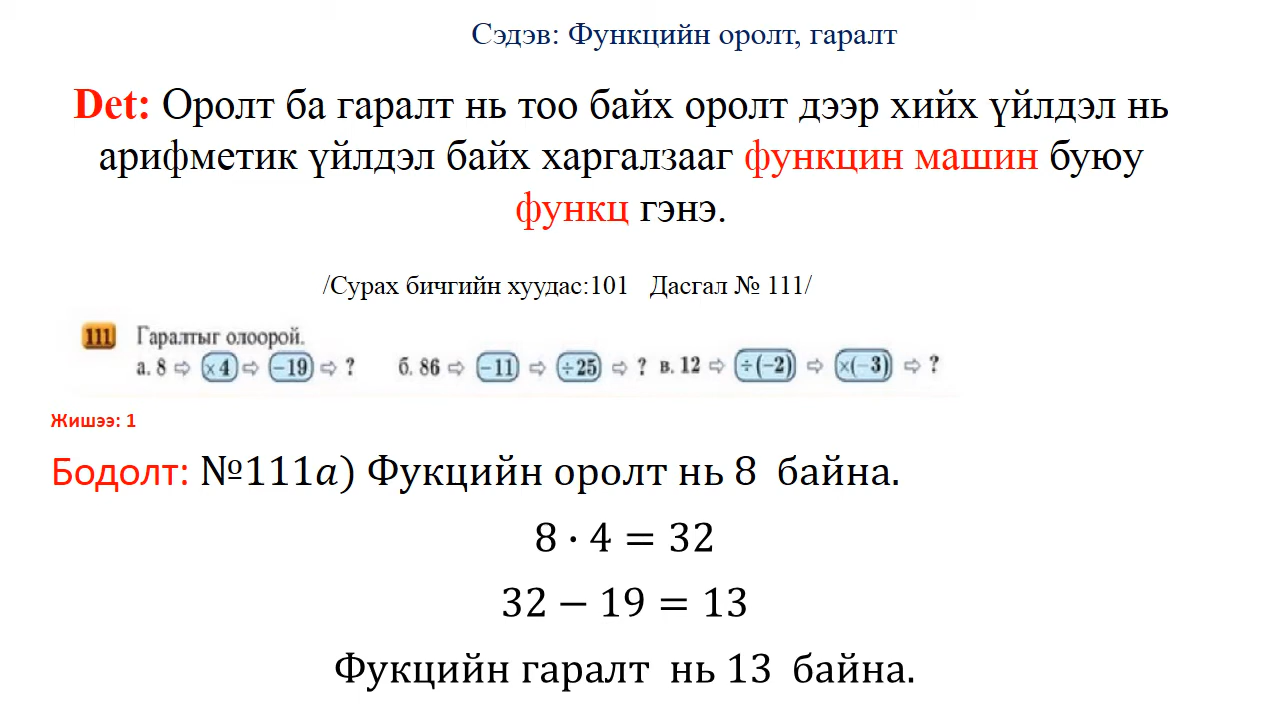 Сэдэв: Функцийн оролт, гаралт
Det: Оролт ба гаралт нь тоо байх оролт дээр хийх үйлдэл нь
арифметик үйлдэл байх харгалзааг функцин машин буюу
функц гэнэ.
/Сурах бичгийн хуудас:101 Дасгал № 111/
111 Гаралтыг олоорой.
а. 8 ⇨ ×4 ⇨ −19 ⇨ ? б. 86 ⇨ −11 ⇨ ÷25 ⇨ ? в. 12 ⇨ ÷(−2) ⇨ ×(−3) ⇨ ?
Жишээ: 1
Бодолт: №111а) Фукцийн оролт нь 8 байна.
8 · 4 = 32
32 − 19 = 13
Фукцийн гаралт нь 13 байна.